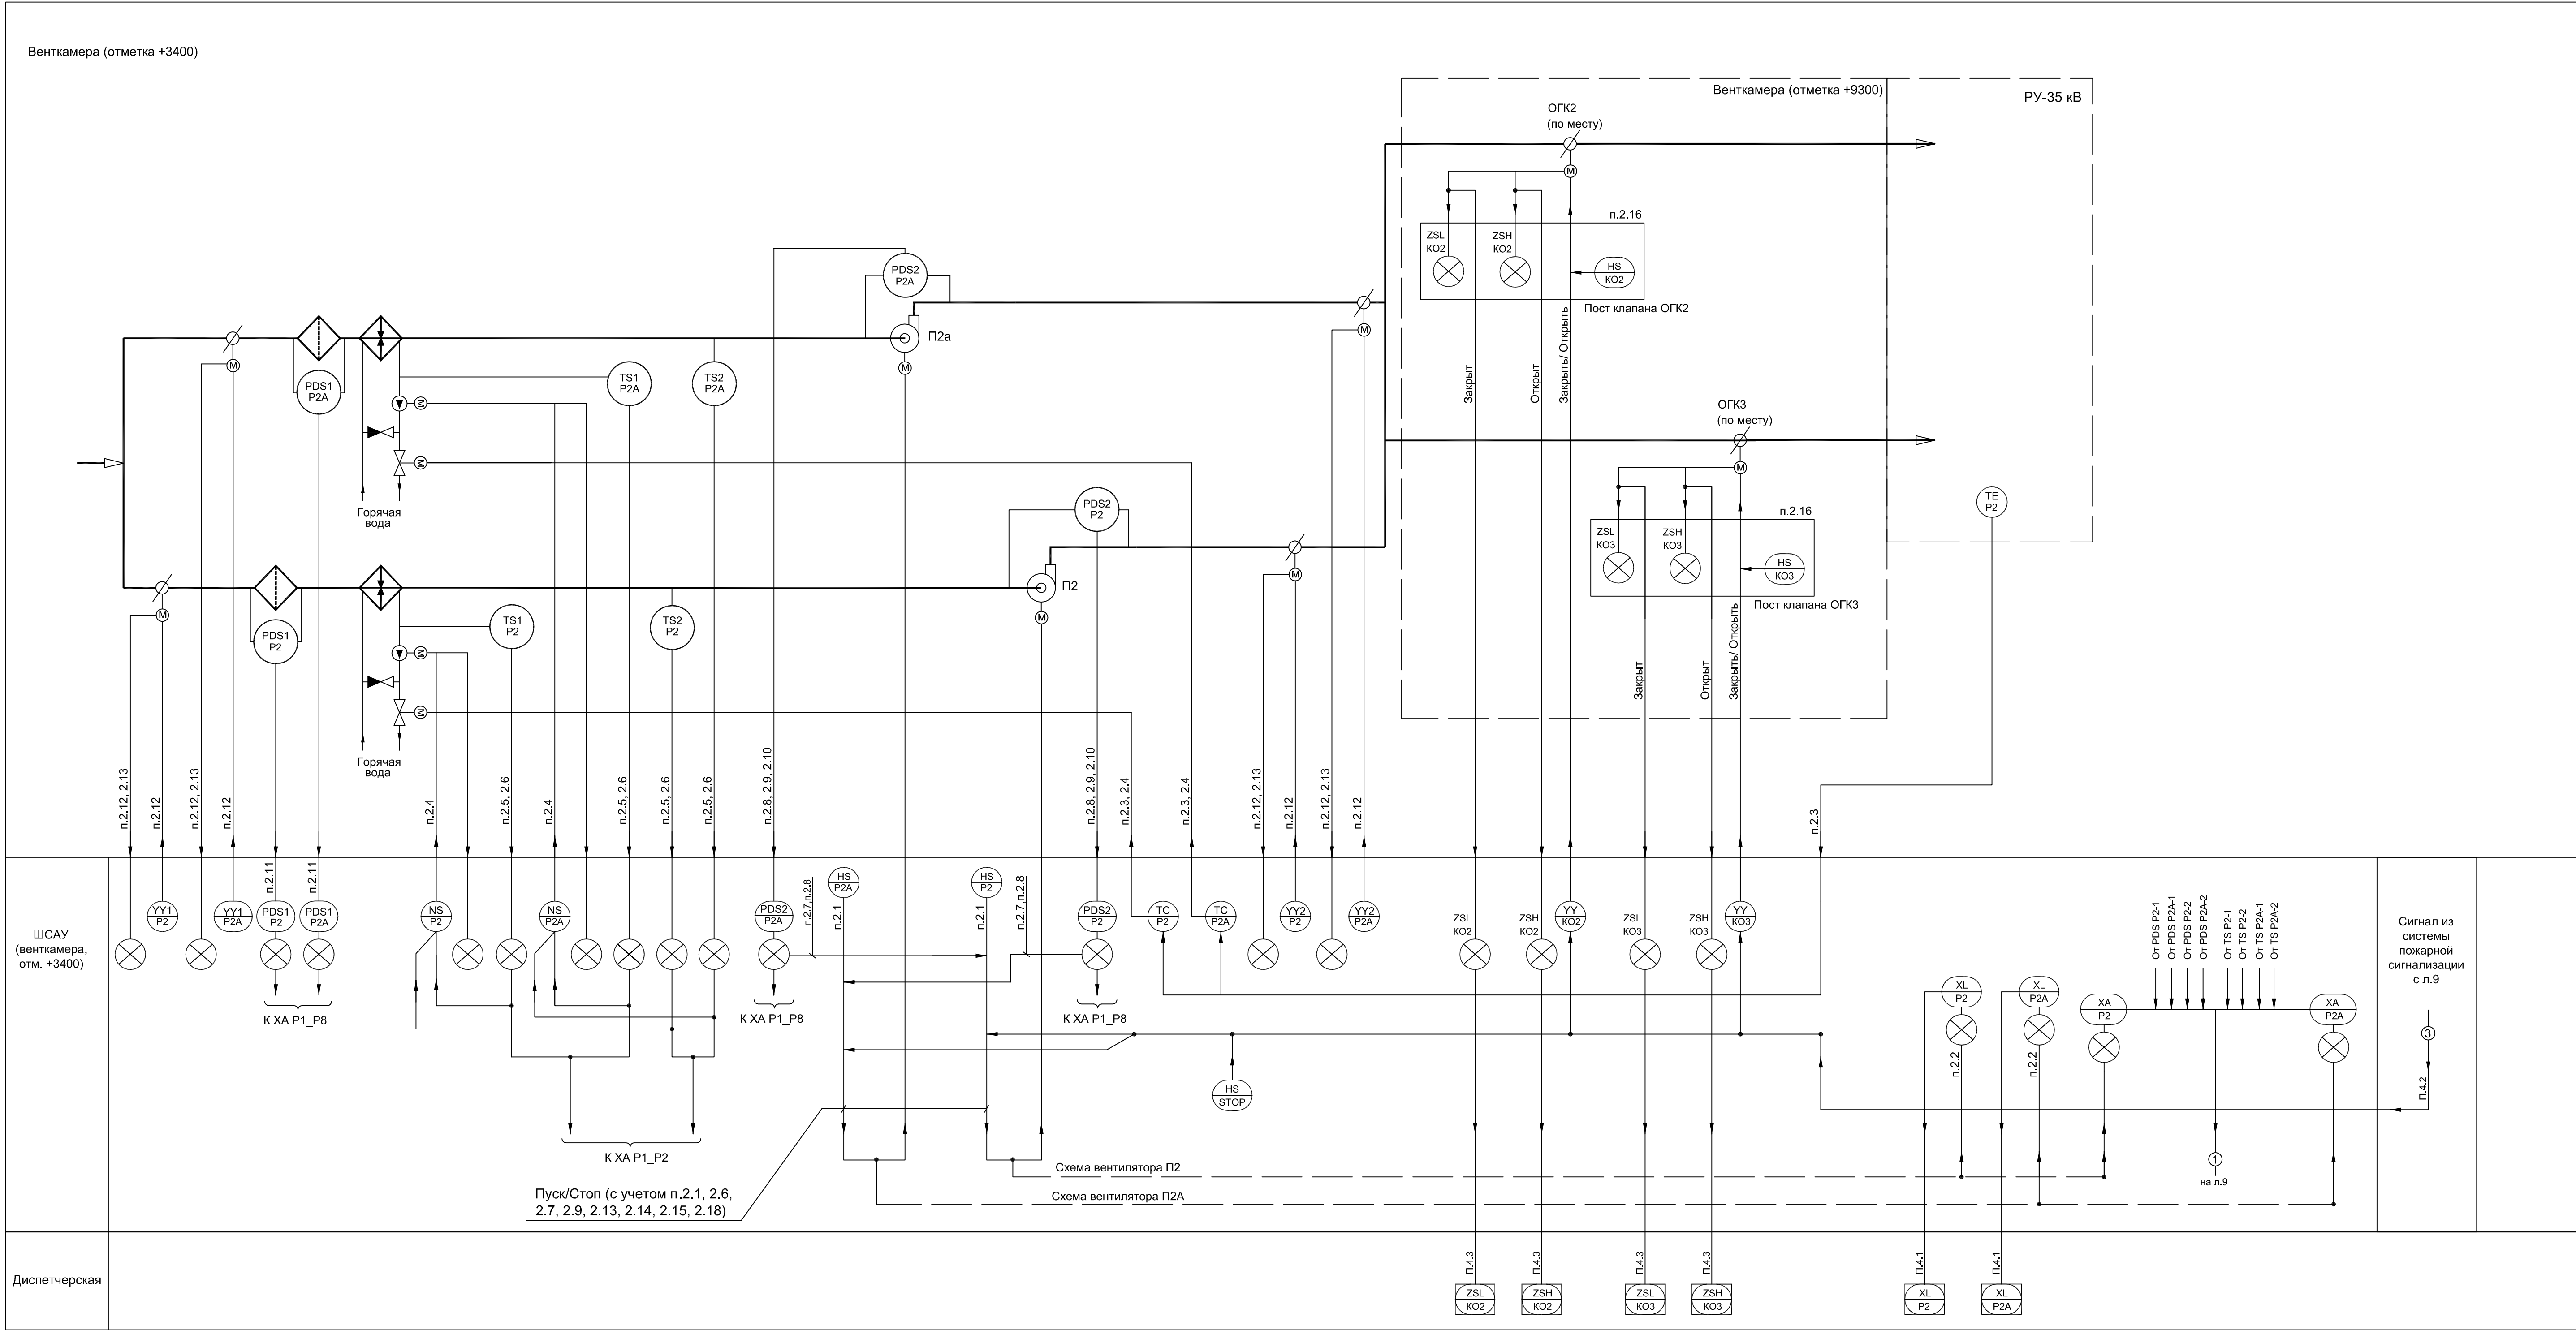 Венткамера (отметка +3400)
Венткамера (отметка +9300)
РУ-35 кВ
ОГК2
(по месту)
M
п.2.16
ZSL
КО2
ZSH
КО2
HS
КО2
Пост клапана ОГК2
Закрыт
Открыт
Закрыть/ Открыть
PDS2
P2A
П2а
M
M
M
PDS1
P2A
TS1
P2A
TS2
P2A
M
M
Горячая
вода
ОГК3
(по месту)
M
п.2.16
ZSL
КО3
ZSH
КО3
HS
КО3
Пост клапана ОГК3
Закрыт
Открыт
Закрыть/ Открыть
TE
P2
PDS2
P2
П2
M
M
M
PDS1
P2
TS1
P2
TS2
P2
M
M
Горячая
вода
п.2.12, 2.13
п.2.12
п.2.12, 2.13
п.2.12
п.2.4
п.2.5, 2.6
п.2.4
п.2.5, 2.6
п.2.5, 2.6
п.2.5, 2.6
п.2.8, 2.9, 2.10
п.2.8, 2.9, 2.10
п.2.3, 2.4
п.2.3, 2.4
п.2.12, 2.13
п.2.12
п.2.12, 2.13
п.2.12
п.2.3
ШСАУ
(венткамера,
отм. +3400)
YY1
P2
YY1
P2A
п.2.11
PDS1
P2
п.2.11
PDS1
P2A
К ХА Р1_Р8
NS
P2
NS
P2A
К ХА Р1_Р2
PDS2
P2A
К ХА Р1_Р8
п.2.7,п.2.8
HS
P2A
п.2.1
HS
P2
п.2.1
п.2.7,п.2.8
PDS2
P2
К ХА Р1_Р8
TC
P2
TC
P2A
YY2
P2
YY2
P2A
HS
STOP
ZSL
КО2
ZSH
КО2
YY
КО2
ZSL
КО3
ZSH
КО3
YY
КО3
XL
P2
п.2.2
XL
P2A
п.2.2
XA
P2
От PDS P2-1
От PDS P2A-1
От PDS P2-2
От PDS P2A-2
От TS P2-1
От TS P2-2
От TS P2A-1
От TS P2A-2
XA
P2A
1
на л.9
Сигнал из
системы
пожарной
сигнализации
с л.9
3
П.4.2
Пуск/Стоп (с учетом п.2.1, 2.6,
2.7, 2.9, 2.13, 2.14, 2.15, 2.18)
Схема вентилятора П2
Схема вентилятора П2А
Диспетчерская
П.4.3
ZSL
КО2
П.4.3
ZSH
КО2
П.4.3
ZSL
КО3
П.4.3
ZSH
КО3
П.4.1
XL
P2
П.4.1
XL
P2A